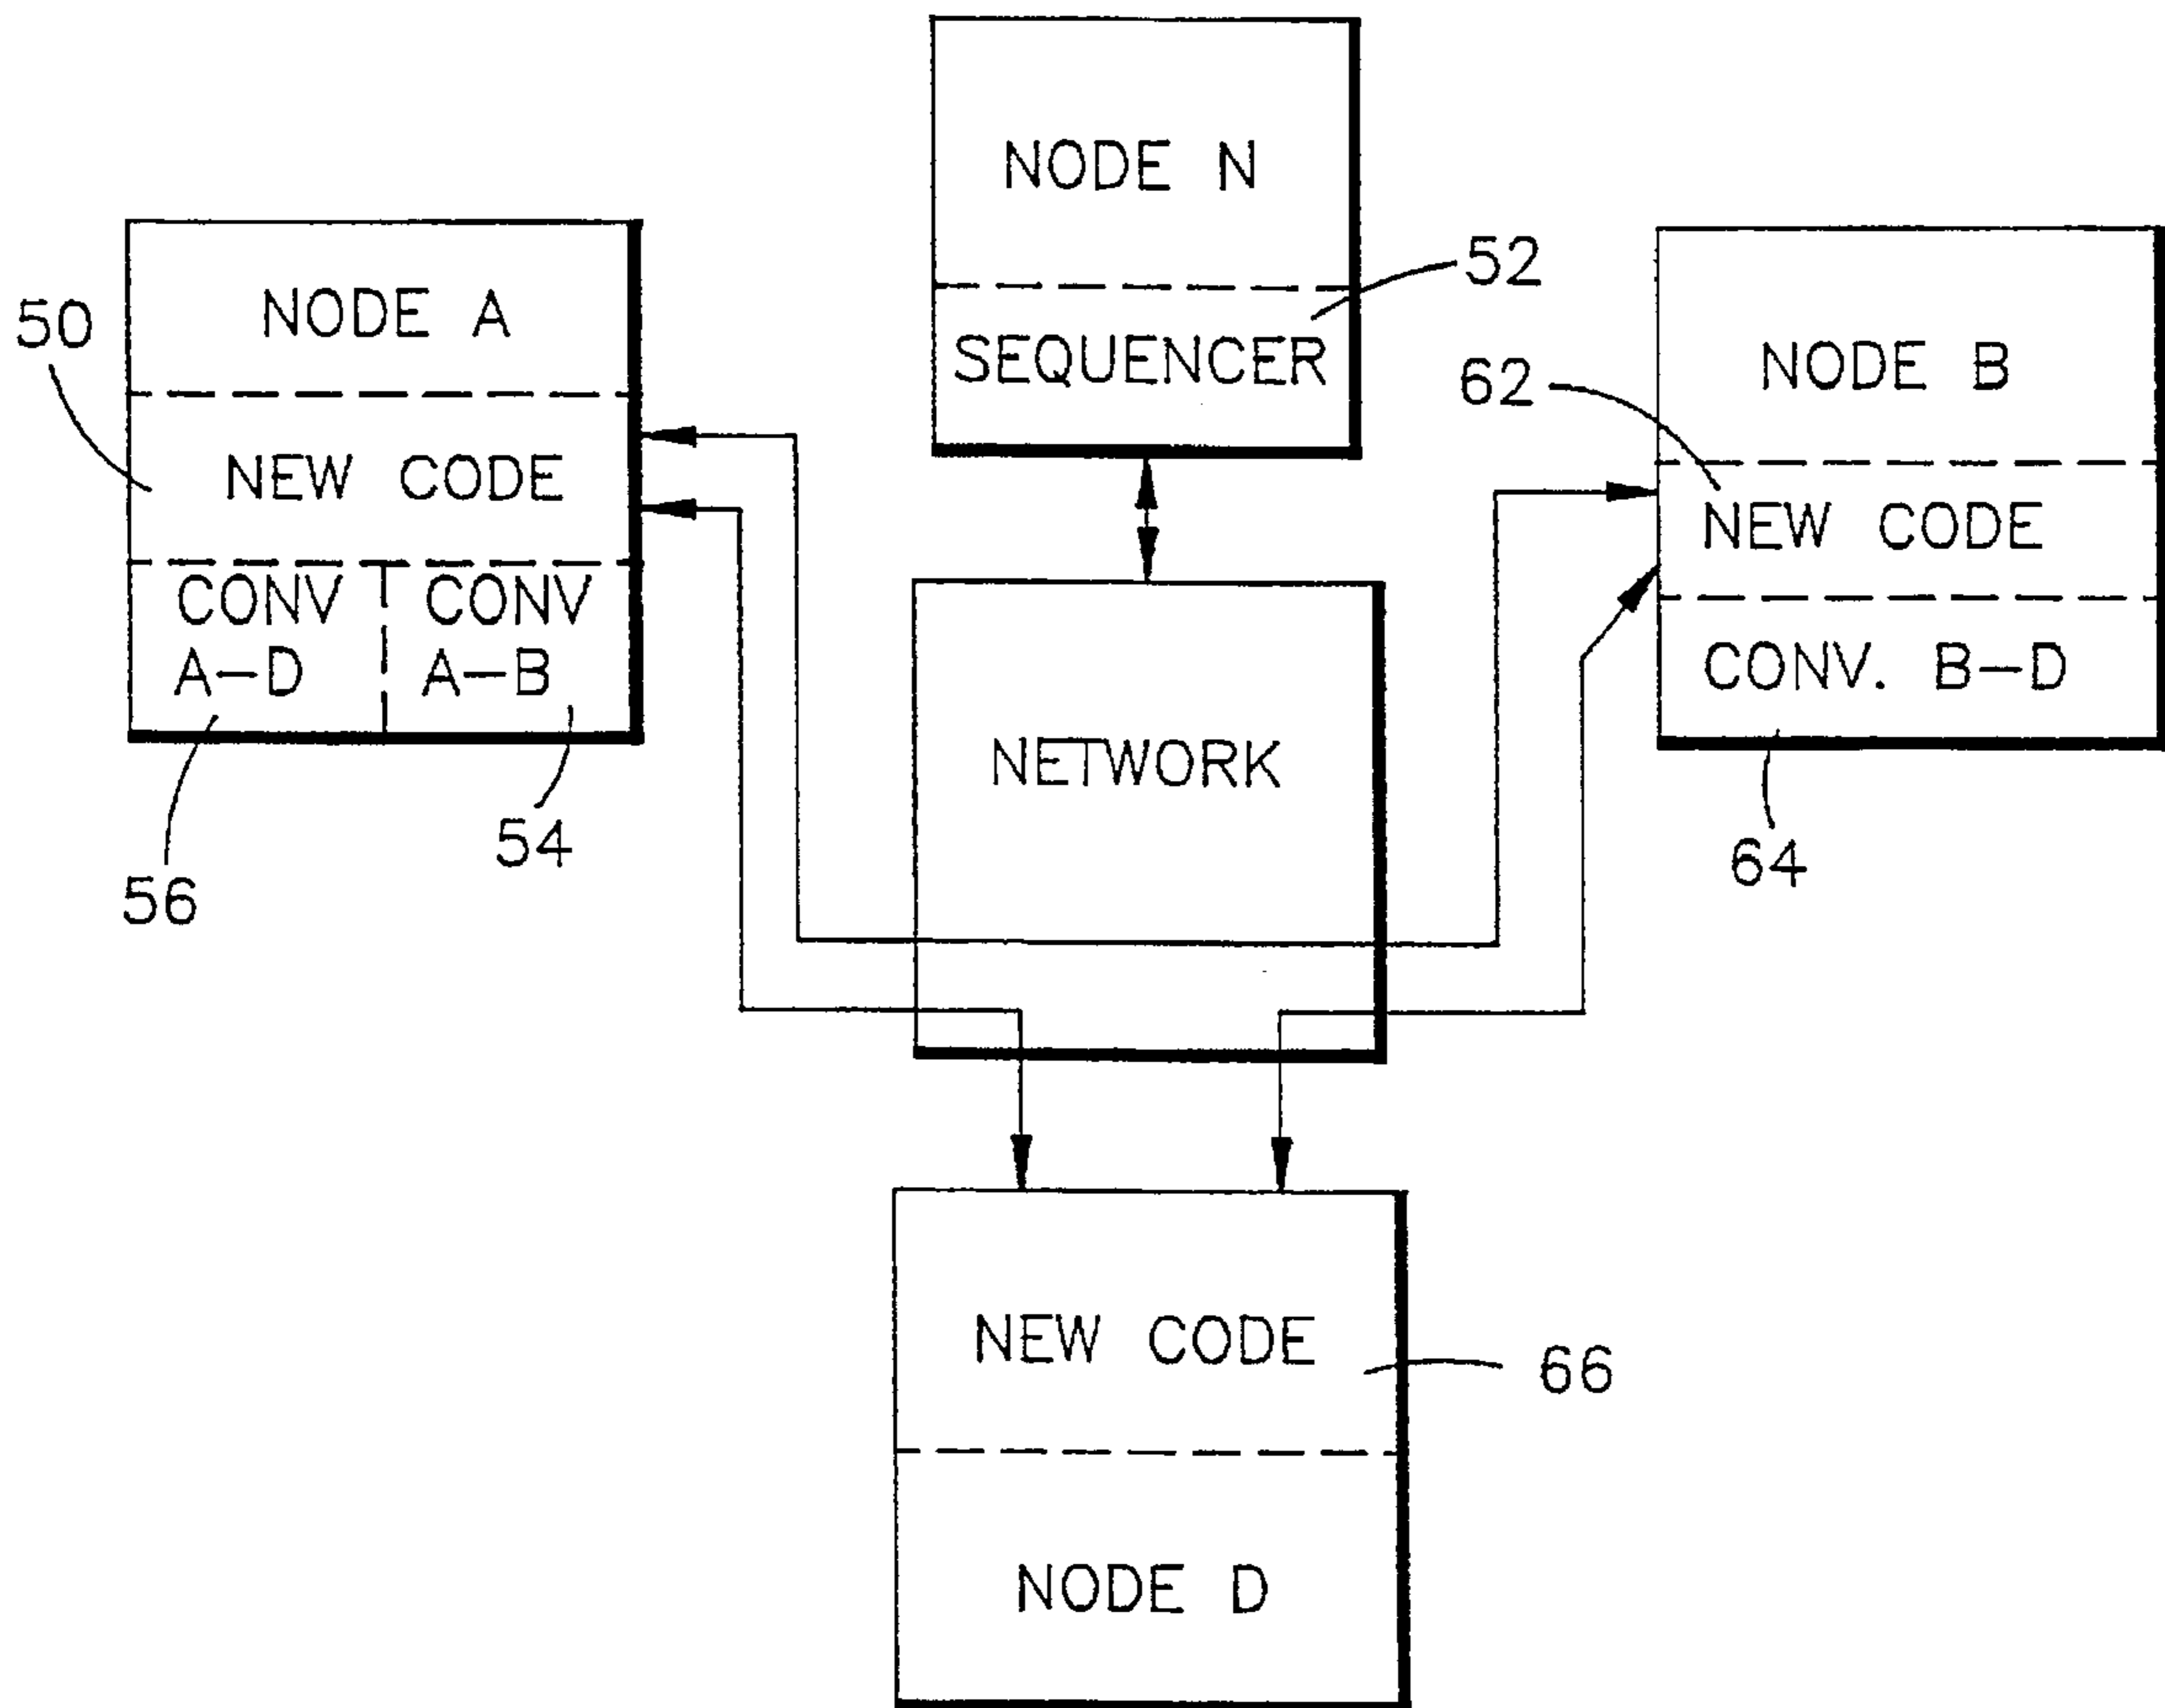 NODE N
SEQUENCER
52
50
NODE A
NEW CODE
CONV
A–D
CONV
A–B
56
54
62
NODE B
NEW CODE
CONV. B–D
64
NETWORK
NEW CODE
66
NODE D